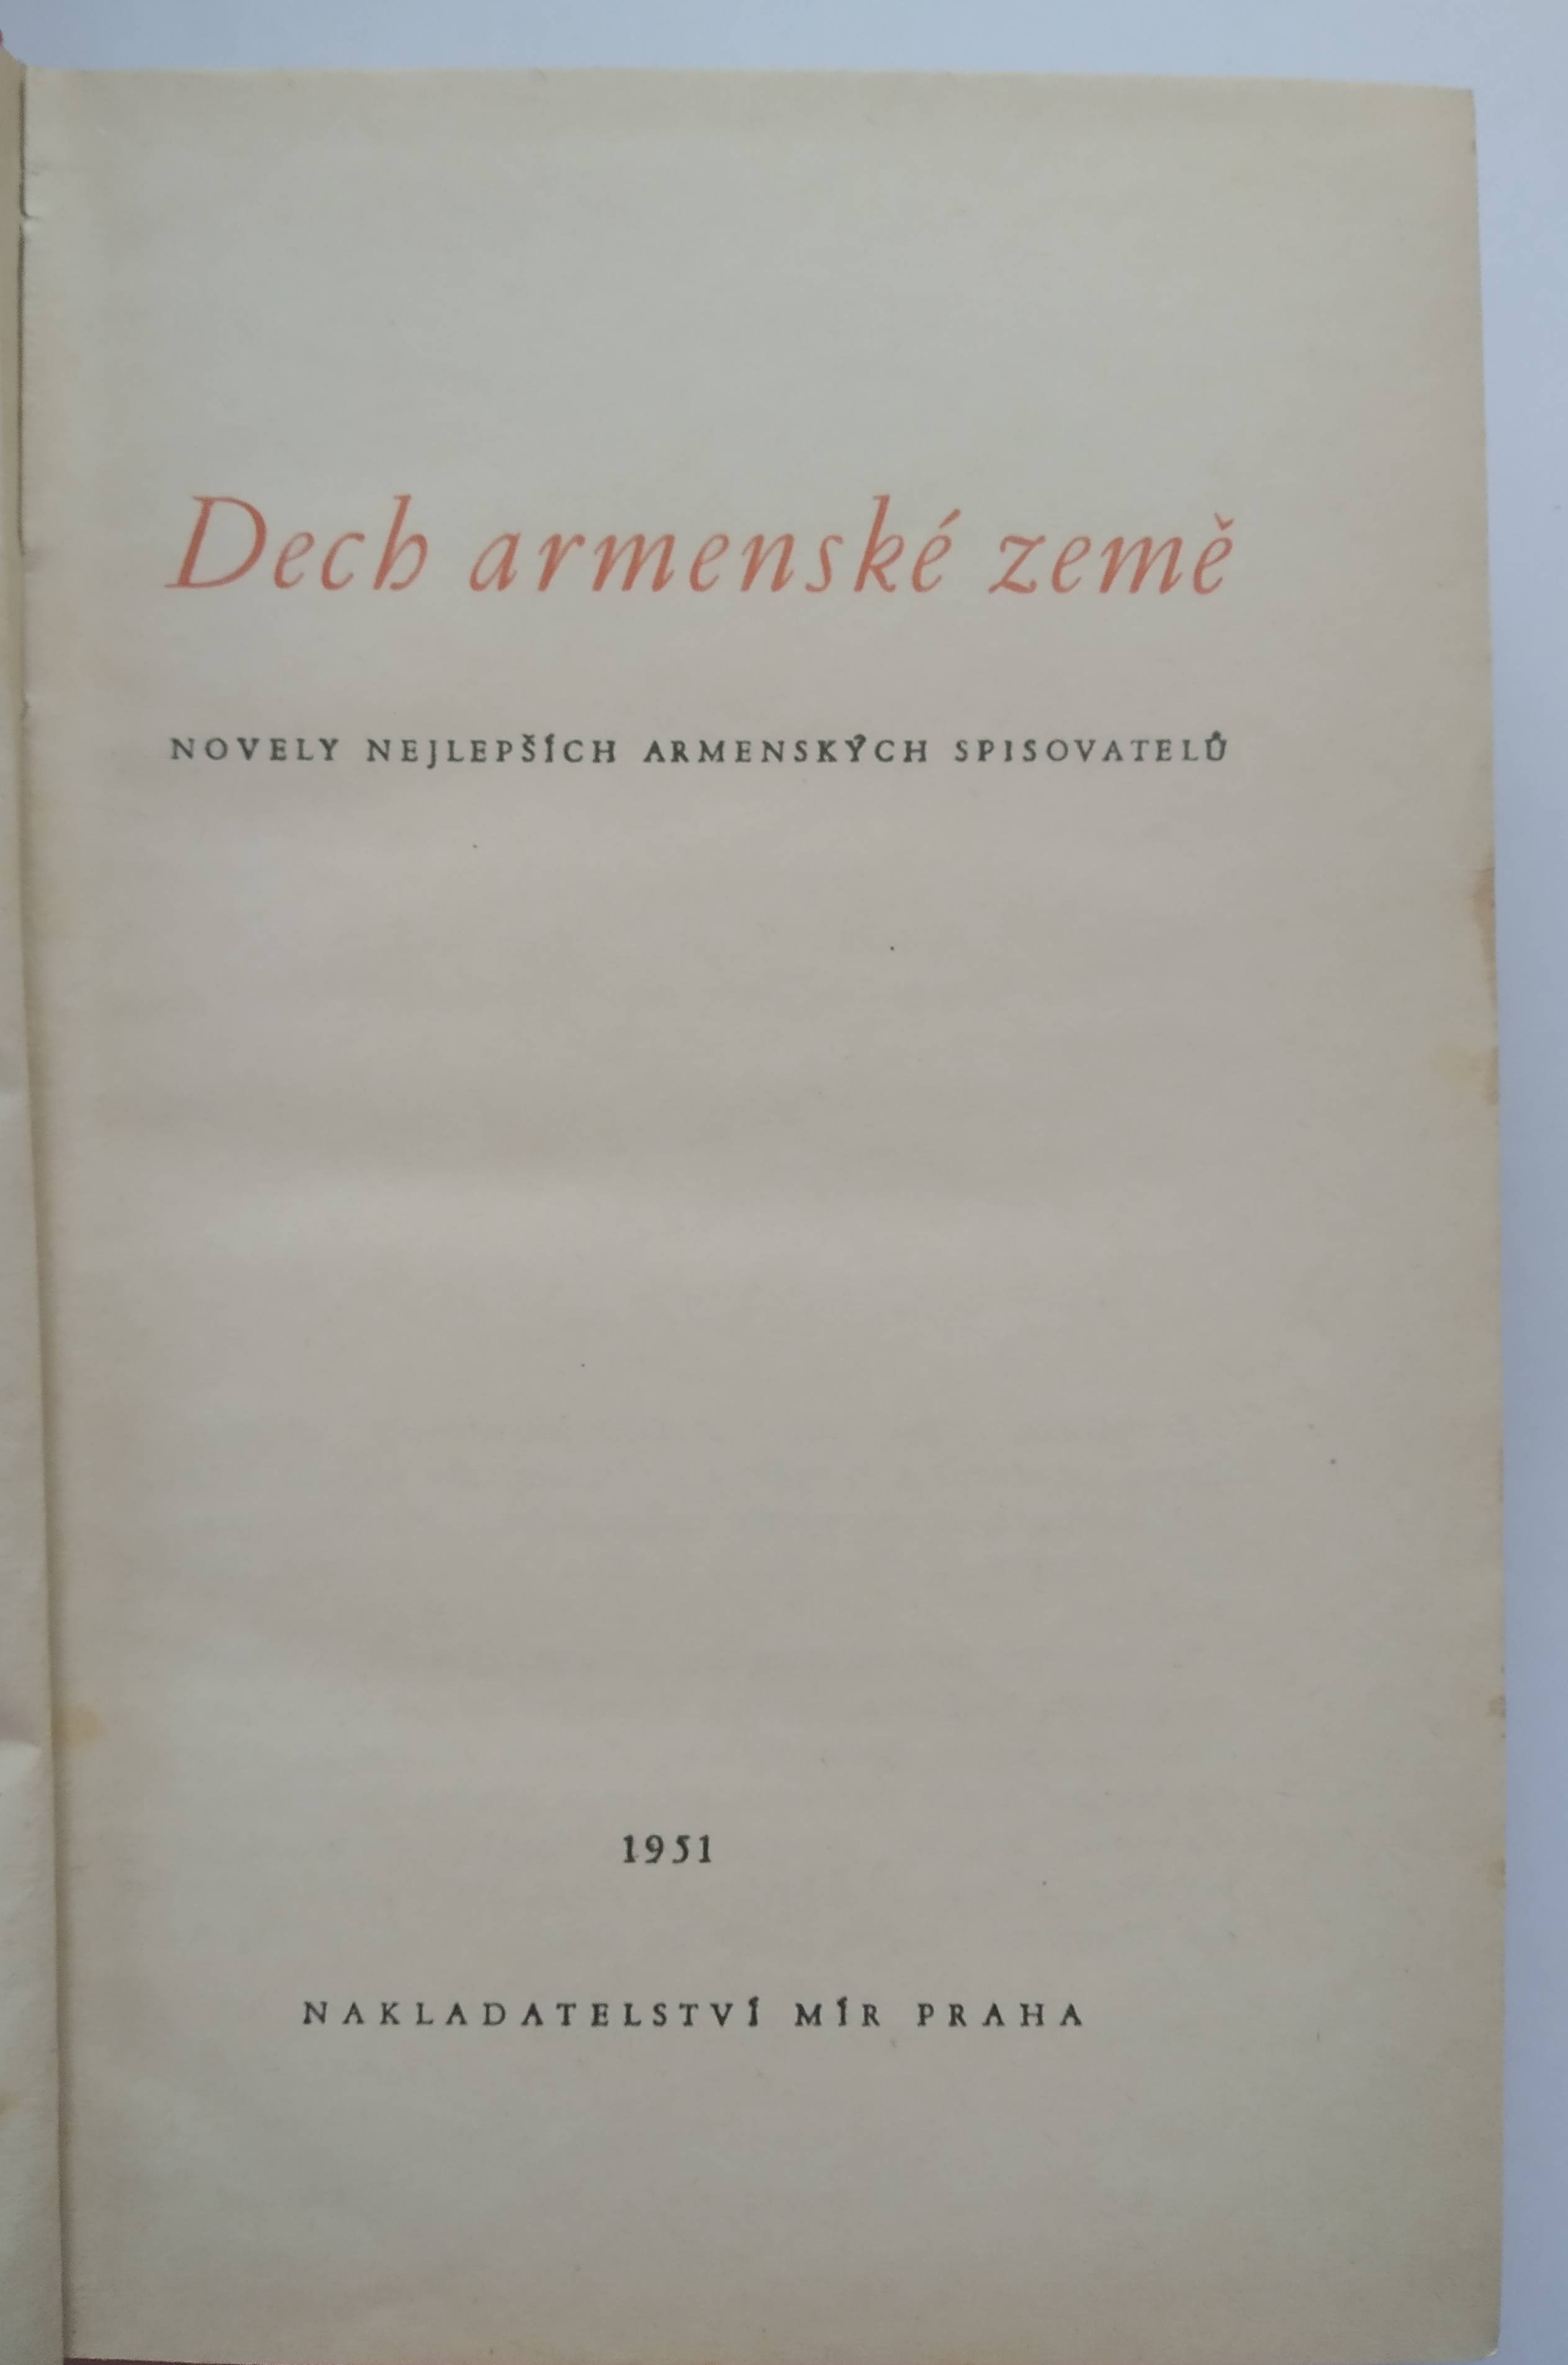 Dech armenské země
NOVELY NEJLEPŠÍCH ARMENSKÝCH SPISOVATELŮ
1951
NAKLADATELSTVÍ MÍR PRAHA